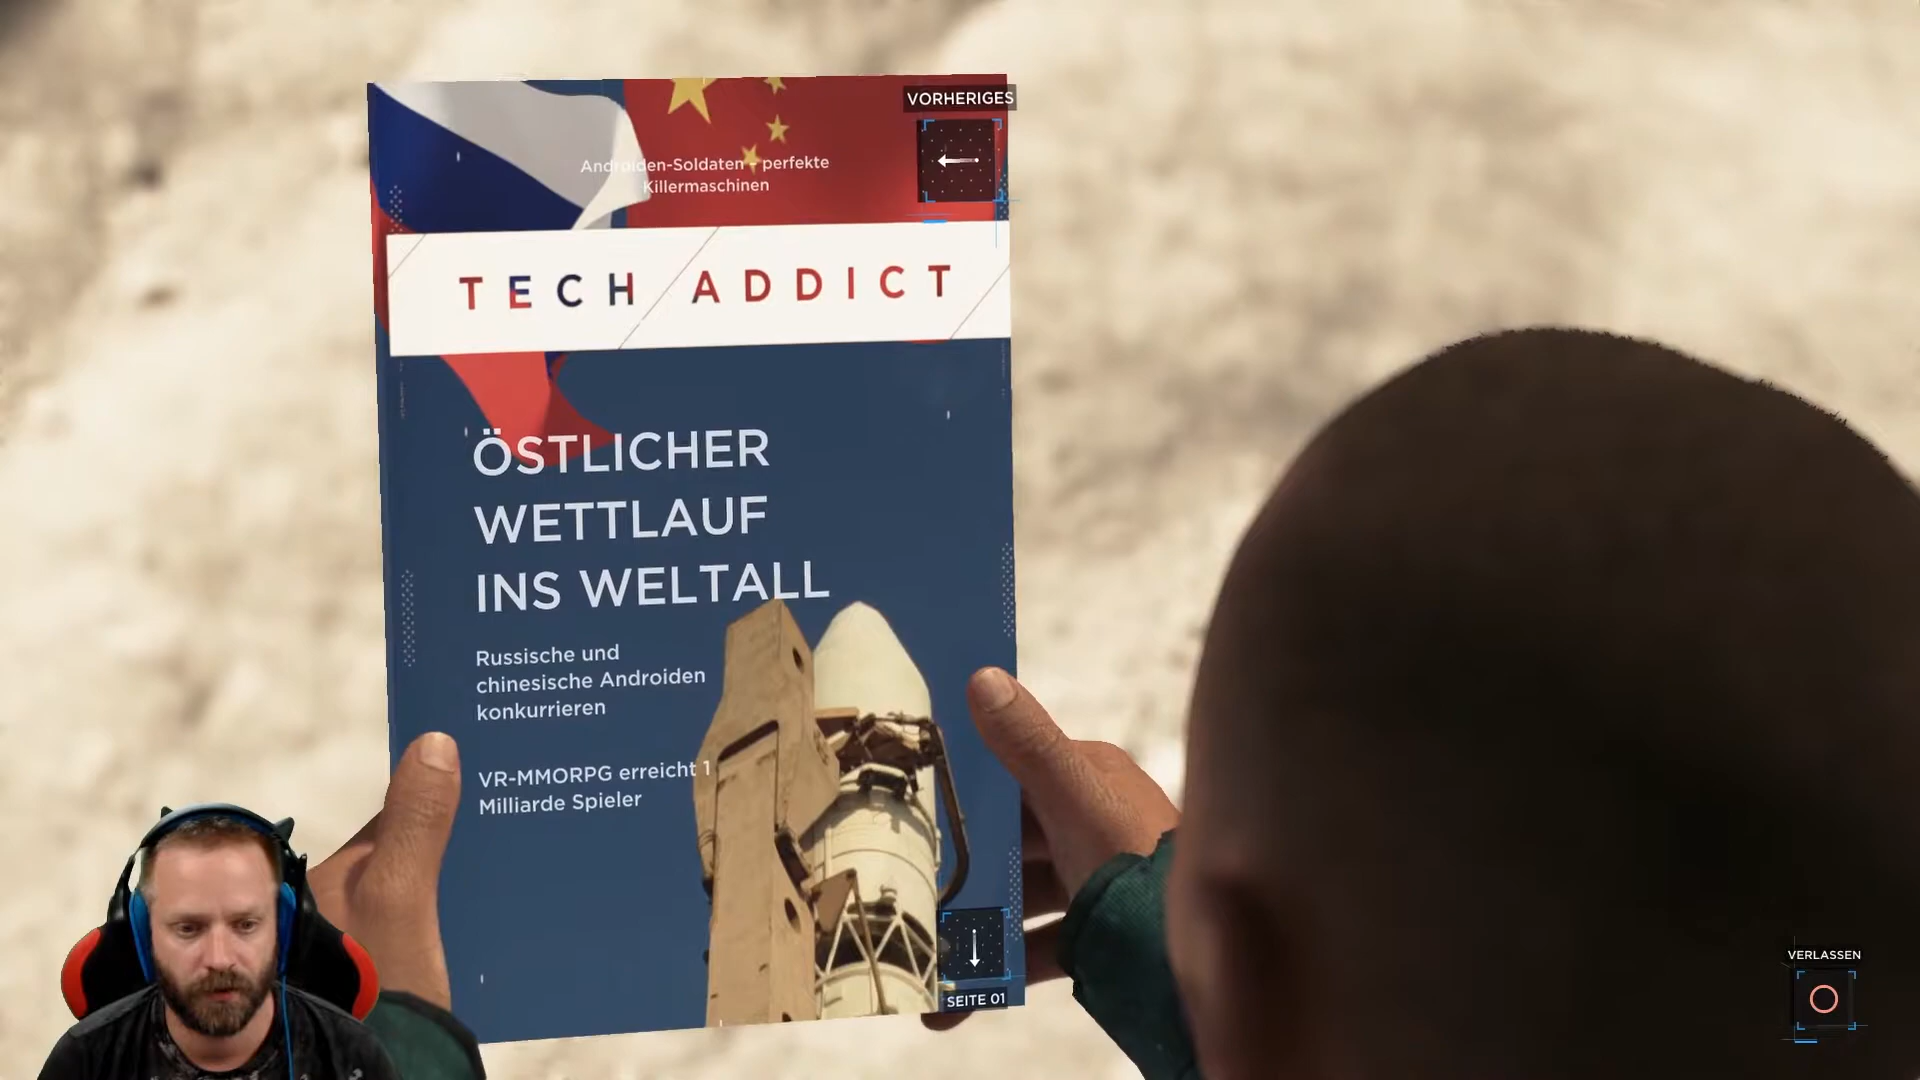 VORHERIGES
Androiden-Soldaten - perfekte
Killermaschinen
TECH ADDICT
ÖSTLICHER
WETTLAUF
INS WELTALL
Russische und
chinesische Androiden
konkurrieren
VR-MMORPG erreicht 1
Milliarde Spieler
SEITE 01
VERLASSEN